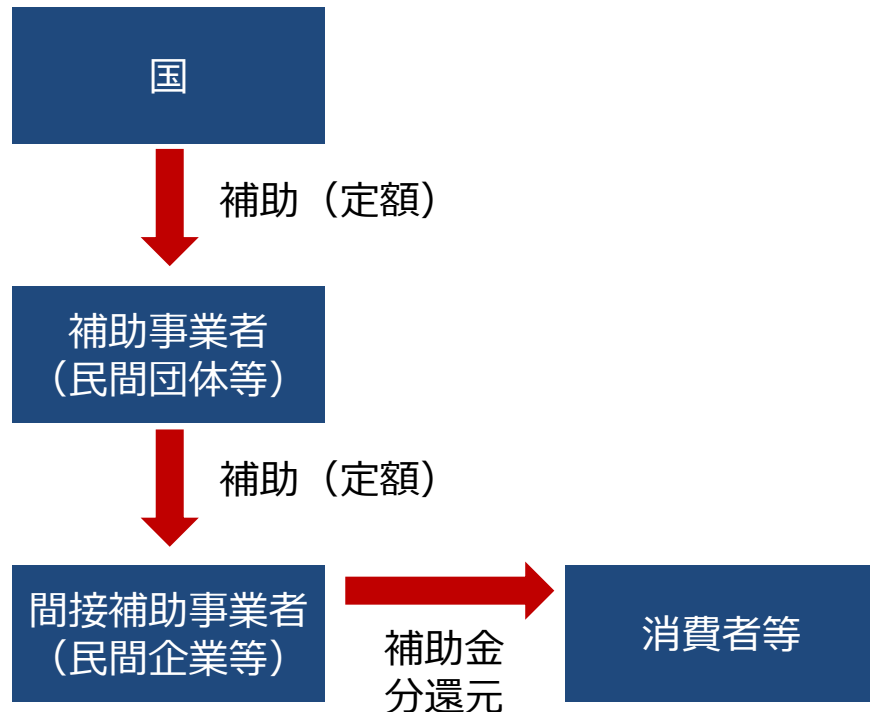 国
補助（定額）
補助事業者
（民間団体等）
補助（定額）
間接補助事業者
（民間企業等）
補助金
分還元
消費者等